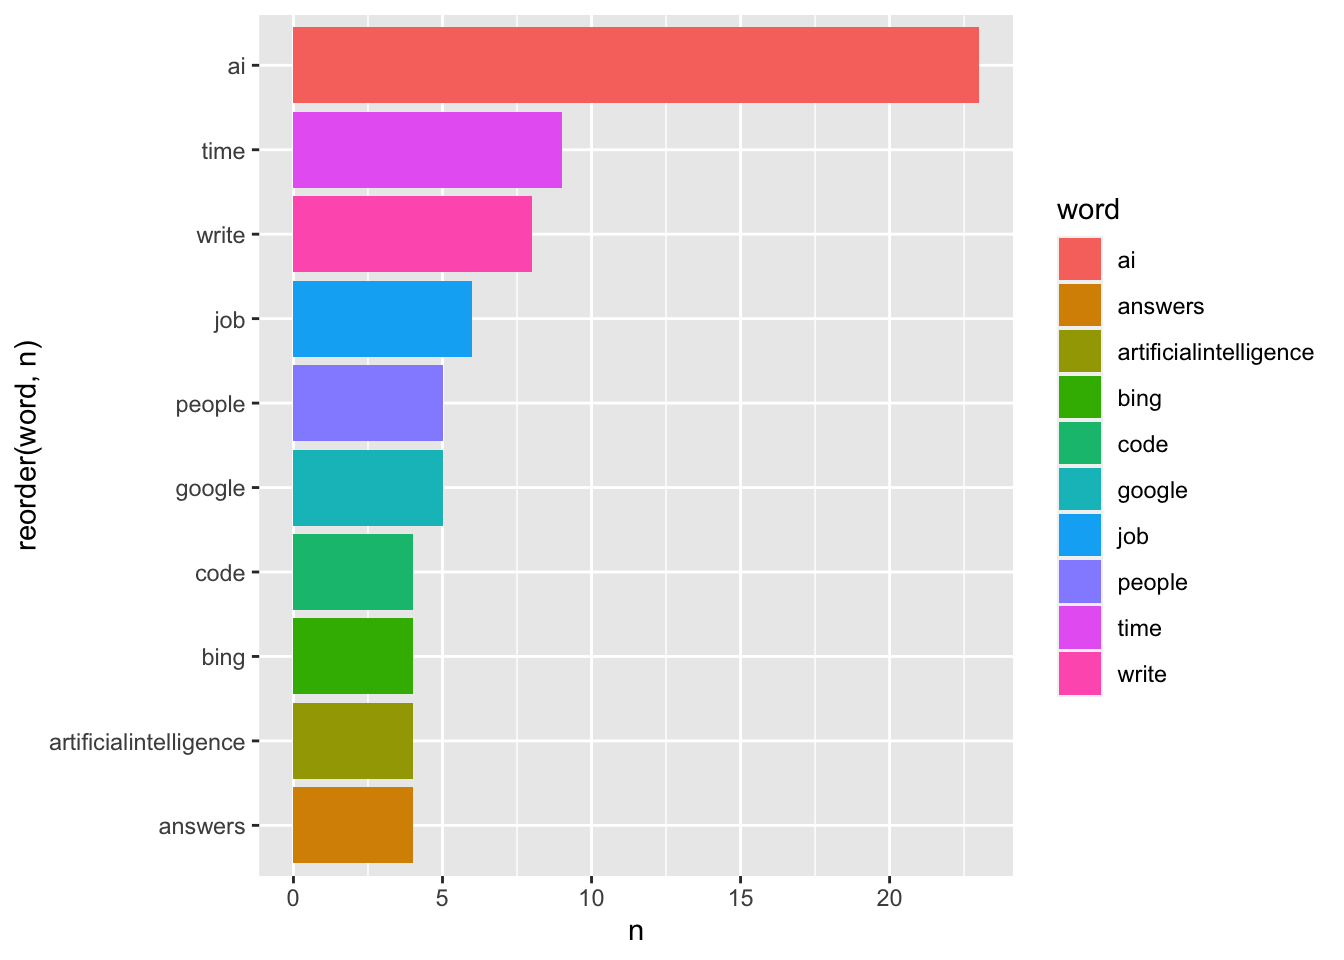 reorder(word, n)
ai
time
write
job
people
google
code
bing
artificialintelligence
answers
0 5 10 15 20
n
word
ai
answers
artificialintelligence
bing
code
google
job
people
time
write